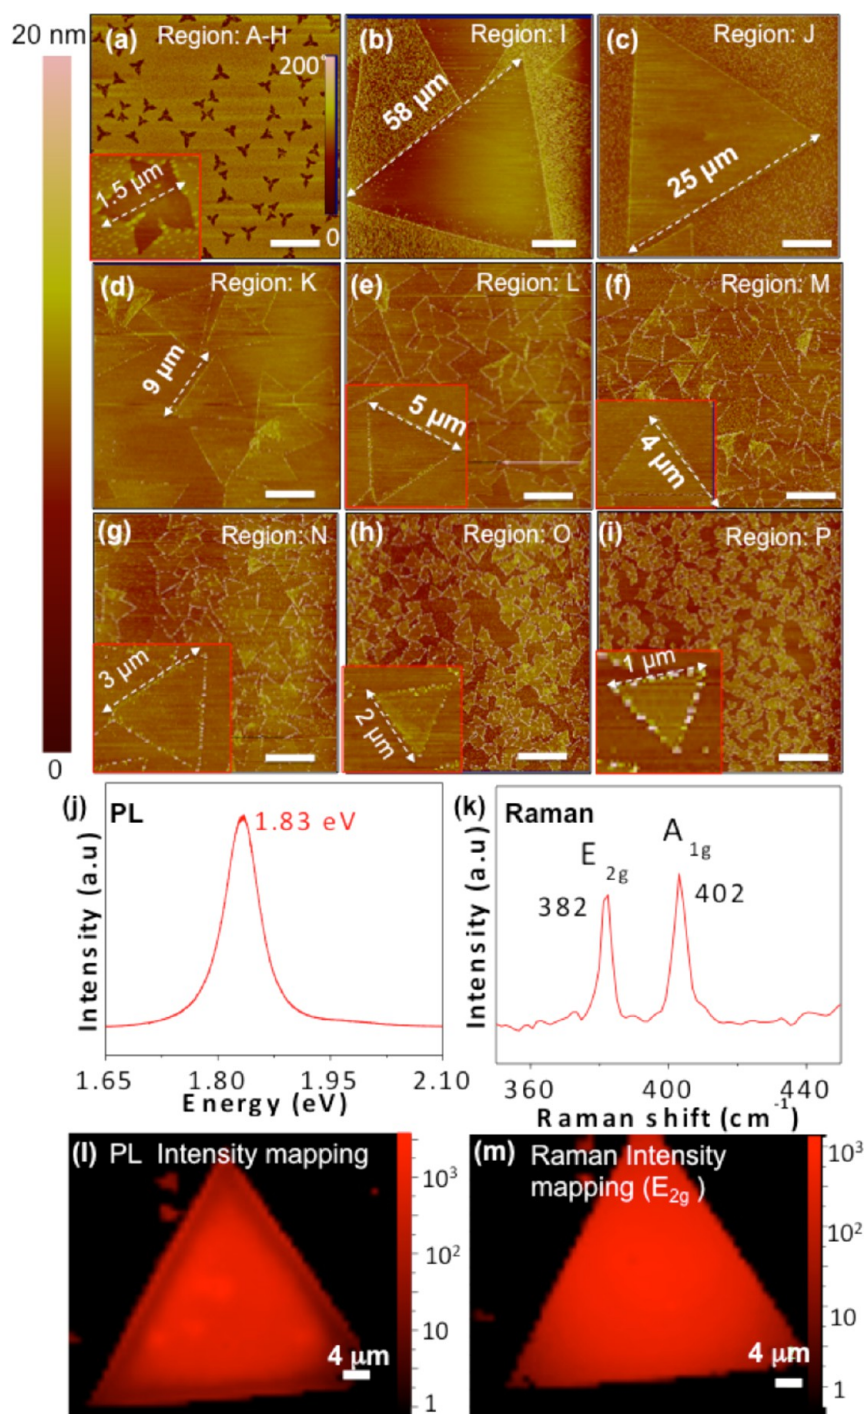 20 nm
0
(a) Region: A-H
200°
0
1.5 μm
(b) Region: I
58 μm
(c) Region: J
25 μm
(d) Region: K
9 μm
(e) Region: L
5 μm
(f) Region: M
4 μm
(g) Region: N
3 μm
(h) Region: O
2 μm
(i) Region: P
1 μm
(j) PL
1.83 eV
Intensity (a.u)
1.65 1.80 1.95 2.10
Energy (eV)
(k) Raman
E2g
382
A1g
402
Intensity (a.u)
360 400 440
Raman shift (cm-1)
(l) PL Intensity mapping
4 μm
10³
10²
10
1
(m) Raman Intensity
mapping (E2g )
4 μm
10³
10²
10
1